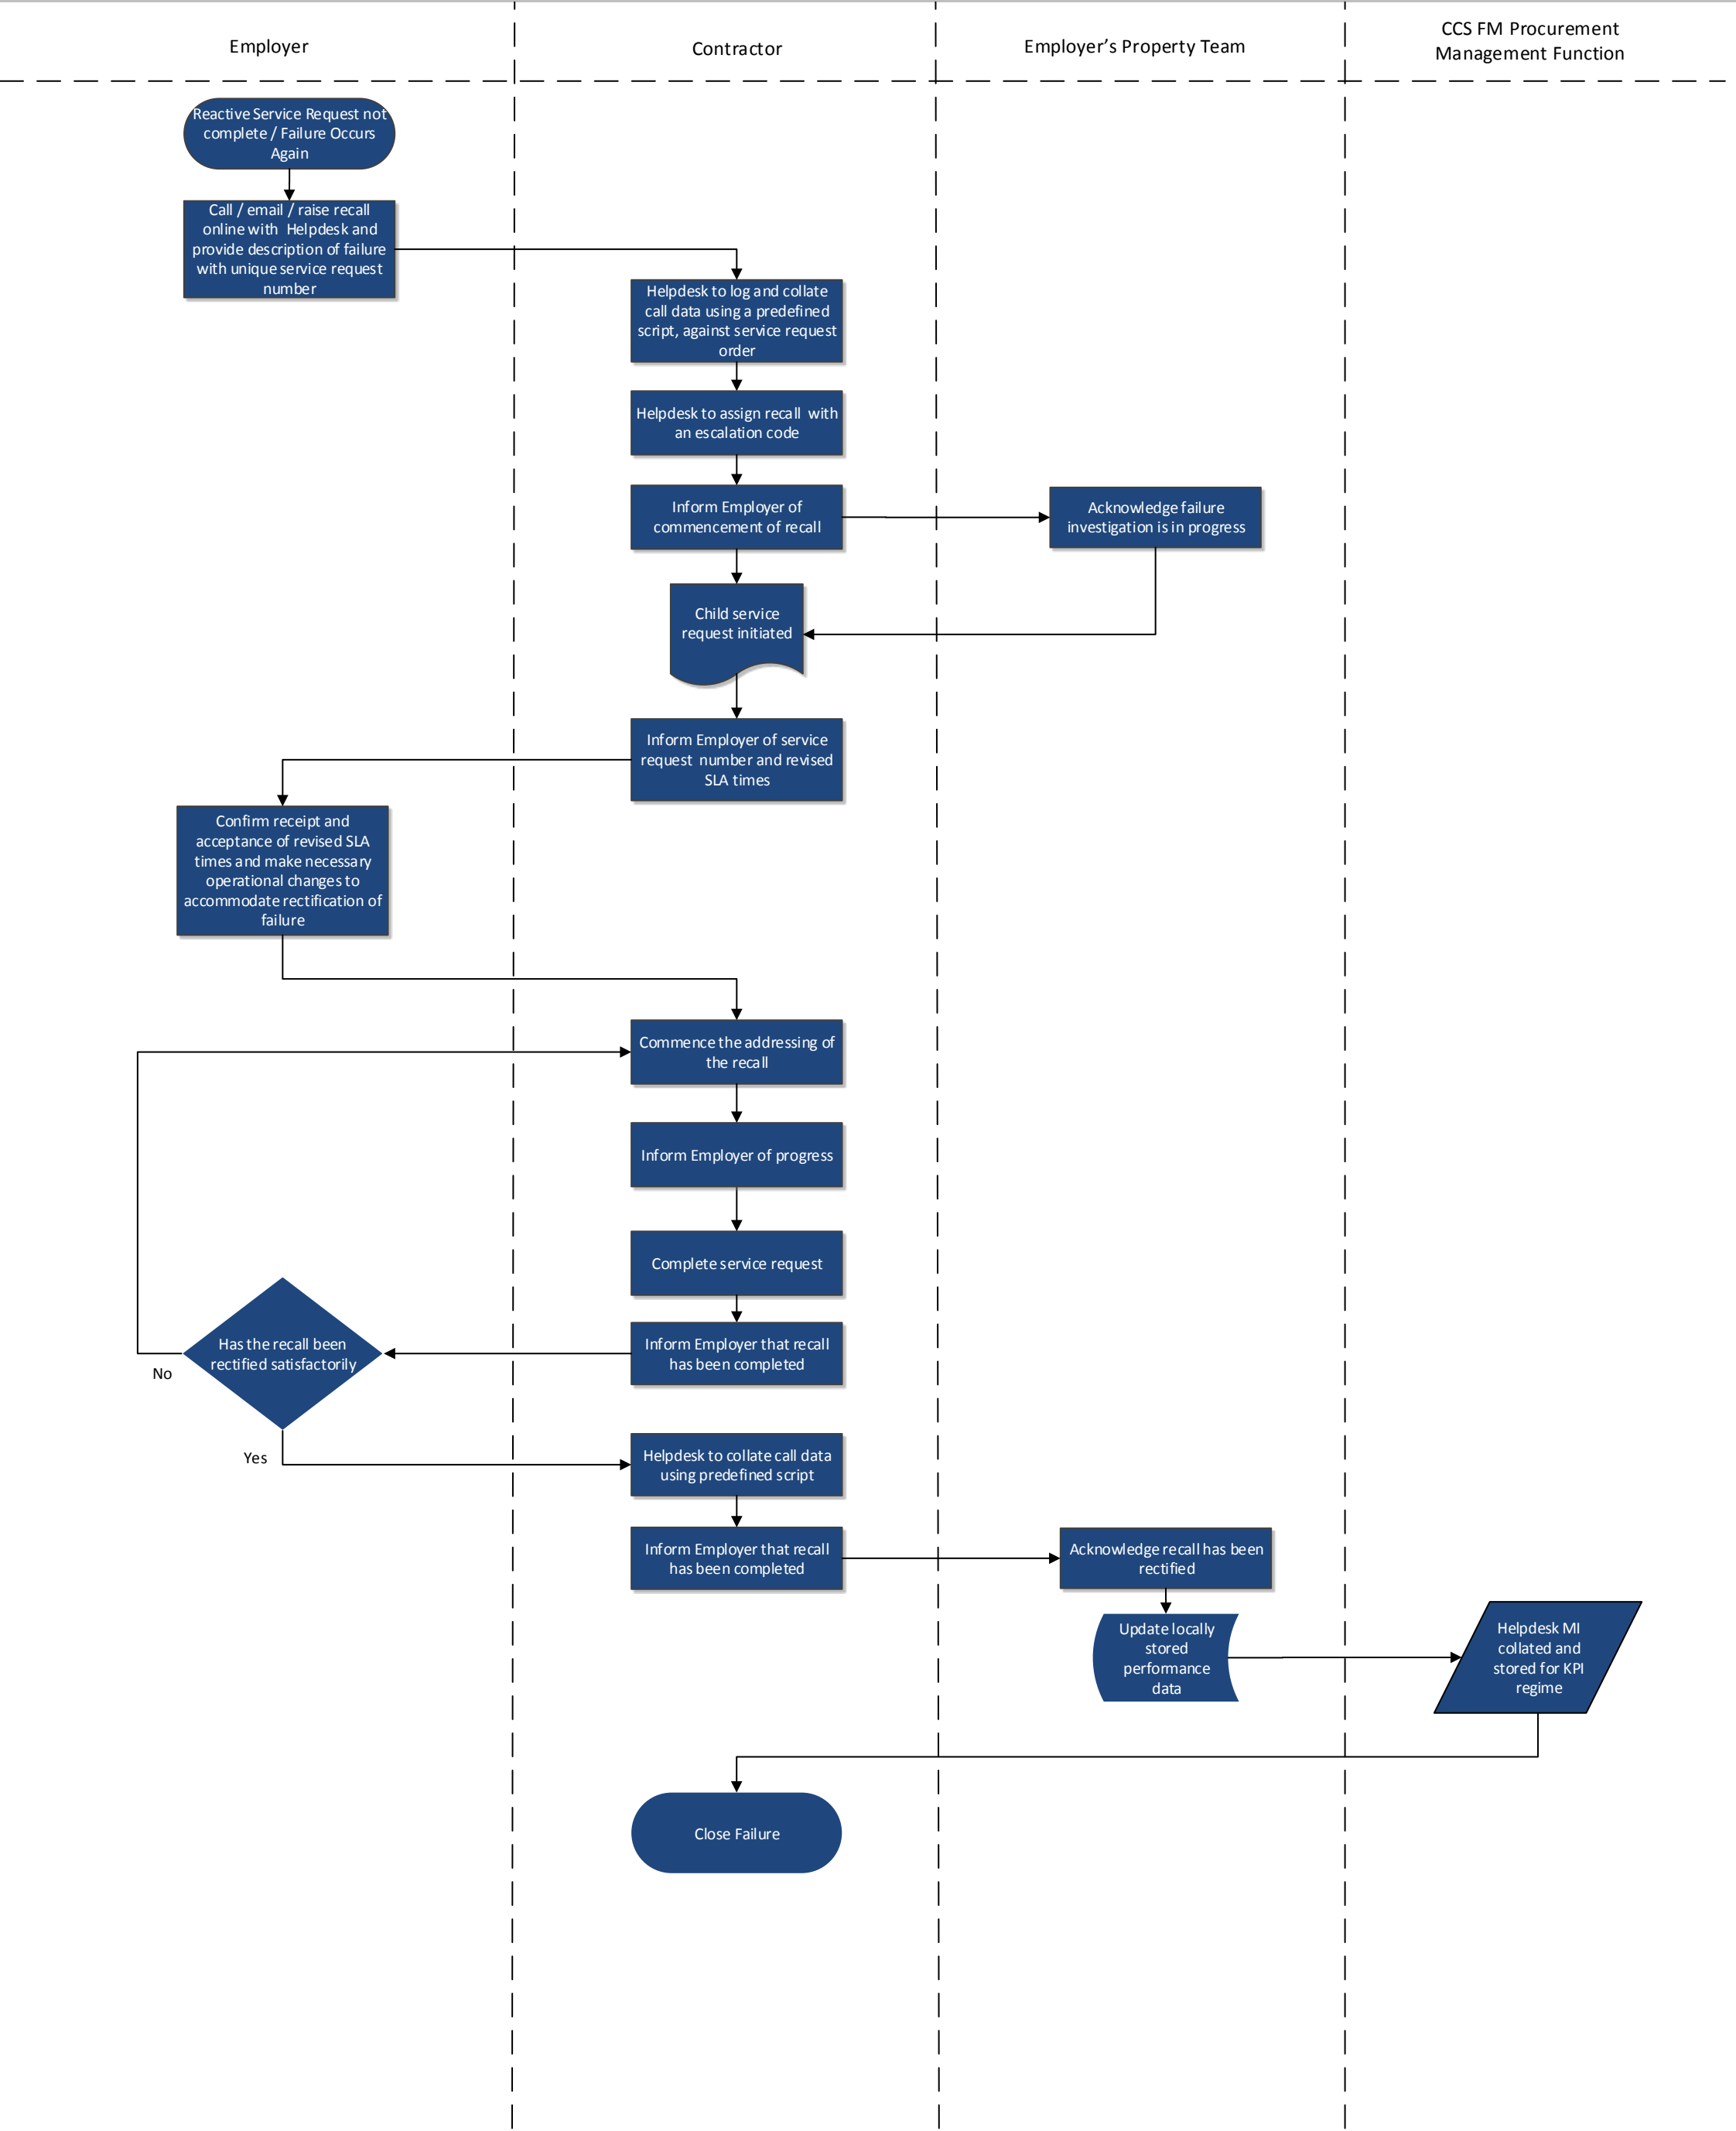 Employer
Contractor
Employer's Property Team
CCS FM Procurement
Management Function
Reactive Service Request not
complete / Failure Occurs
Again
Call / email / raise recall
online with Helpdesk and
provide description of failure
with unique service request
number
Helpdesk to log and collate
call data using a predefined
script, against service request
order
Helpdesk to assign recall with
an escalation code
Inform Employer of
commencement of recall
Acknowledge failure
investigation is in progress
Child service
request initiated
Inform Employer of service
request number and revised
SLA times
Confirm receipt and
acceptance of revised SLA
times and make necessary
operational changes to
accommodate rectification of
failure
Commence the addressing of
the recall
Inform Employer of progress
Complete service request
Has the recall been
rectified satisfactorily
Inform Employer that recall
has been completed
No
Yes
Helpdesk to collate call data
using predefined script
Inform Employer that recall
has been completed
Acknowledge recall has been
rectified
Update locally
stored
performance
data
Helpdesk MI
collated and
stored for KPI
regime
Close Failure